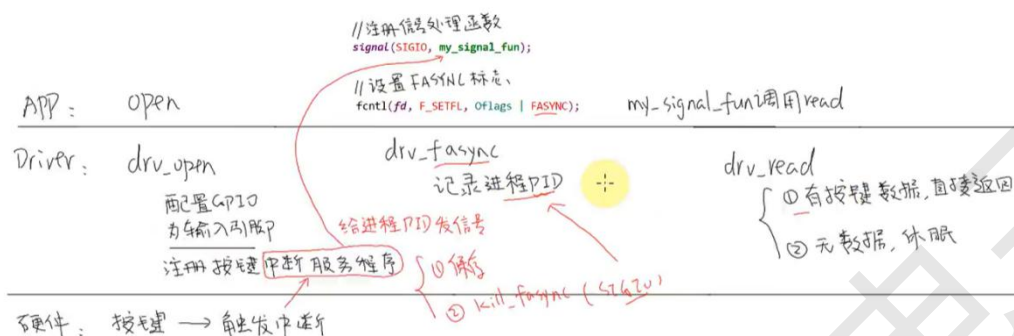 //注册信号处理函数
signal(SIGIO, my_signal_fun);
//设置FASYNC标志、
APP: open fcntl(fd, F_SETFL, Oflags | FASYNC); my_signal_fun调用read
Driver: drv_open drv_fasync drv_read
记录进程PID
配置GPIO
为输入引脚
注册按键中断服务程序
给进程PID发信号
①保存
②kill_fasync(SIGIO)
①有按键数据,直接返回
②无数据,休眠
硬件: 按键 → 触发中断